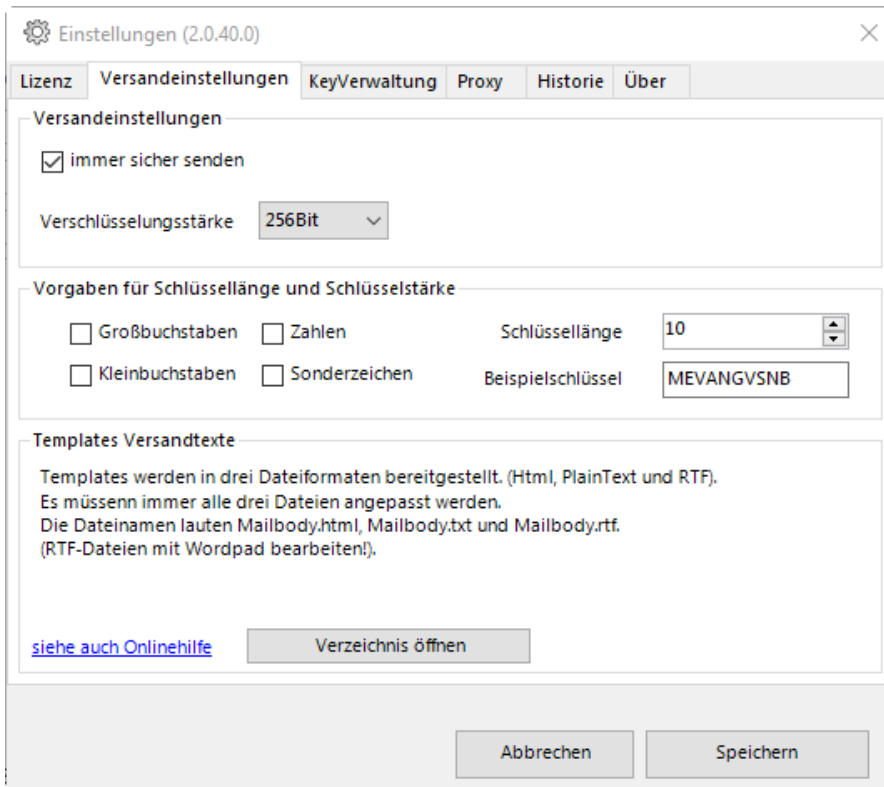 Einstellungen (2.0.40.0)
Lizenz Versandeinstellungen KeyVerwaltung Proxy Historie Über
Versandeinstellungen
immer sicher senden
Verschlüsselungsstärke 256Bit
Vorgaben für Schlüssellänge und Schlüsselstärke
Großbuchstaben Zahlen Schlüssellänge 10
Kleinbuchstaben Sonderzeichen Beispielschlüssel MEVANGVSNB
Templates Versandtexte
Templates werden in drei Dateiformaten bereitgestellt. (Html, PlainText und RTF).
Es müssenn immer alle drei Dateien angepasst werden.
Die Dateinamen lauten Mailbody.html, Mailbody.txt und Mailbody.rtf.
(RTF-Dateien mit Wordpad bearbeiten!).
siehe auch Onlinehilfe Verzeichnis öffnen
Abbrechen Speichern